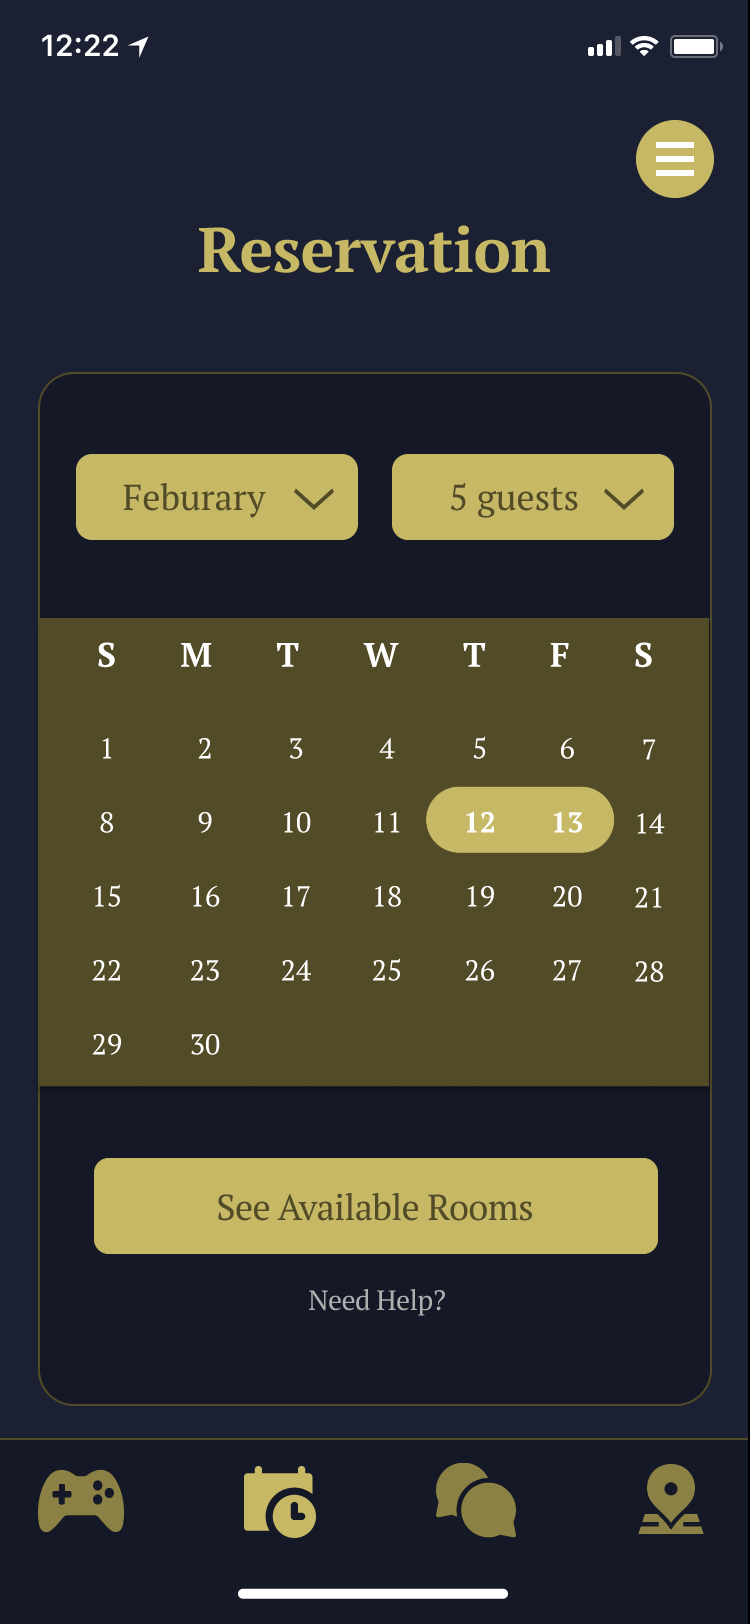 12:22
Reservation
Feburary 5 guests
S M T W T F S
1 2 3 4 5 6 7
8 9 10 11 12 13 14
15 16 17 18 19 20 21
22 23 24 25 26 27 28
29 30
See Available Rooms
Need Help?